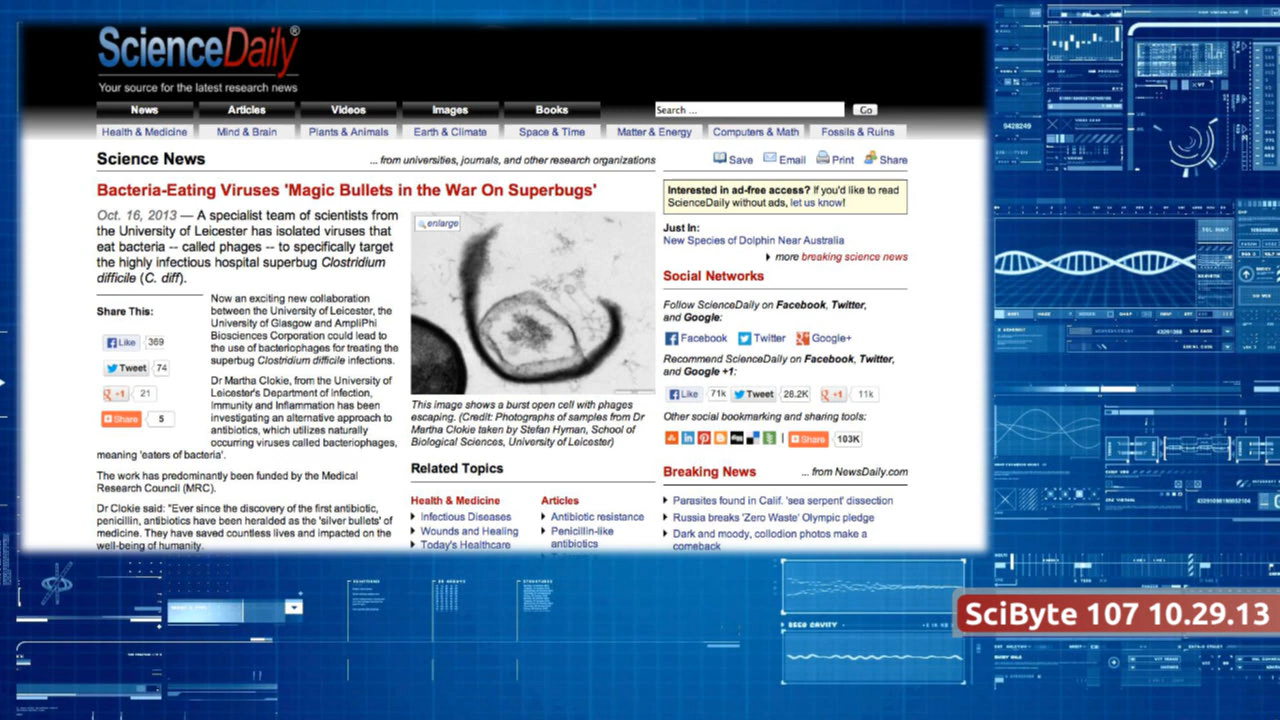 ScienceDaily®
Your source for the latest research news
News Articles Videos Images Books
Search ... Go
Health & Medicine Mind & Brain Plants & Animals Earth & Climate Space & Time Matter & Energy Computers & Math Fossils & Ruins
Science News
... from universities, journals, and other research organizations
Save Email Print Share
Bacteria-Eating Viruses 'Magic Bullets in the War On Superbugs'
Oct. 16, 2013 — A specialist team of scientists from
the University of Leicester has isolated viruses that
eat bacteria -- called phages -- to specifically target
the highly infectious hospital superbug Clostridium
difficile (C. diff).
Share This:
Like 369
Tweet 74
+1 21
Share 5
Now an exciting new collaboration
between the University of Leicester, the
University of Glasgow and AmpliPhi
Biosciences Corporation could lead to
the use of bacteriophages for treating the
superbug Clostridium difficile infections.
Dr Martha Clokie, from the University of
Leicester's Department of Infection,
Immunity and Inflammation has been
investigating an alternative approach to
antibiotics, which utilizes naturally
occurring viruses called bacteriophages,
meaning 'eaters of bacteria'.
The work has predominantly been funded by the Medical
Research Council (MRC).
Dr Clokie said: "Ever since the discovery of the first antibiotic,
penicillin, antibiotics have been heralded as the 'silver bullets' of
medicine. They have saved countless lives and impacted on the
well-being of humanity.
enlarge
This image shows a burst open cell with phages
escaping. (Credit: Photographs of samples from Dr
Martha Clokie taken by Stefan Hyman, School of
Biological Sciences, University of Leicester)
Related Topics
Health & Medicine
Infectious Diseases
Wounds and Healing
Today's Healthcare
Articles
Antibiotic resistance
Penicillin-like
antibiotics
Interested in ad-free access? If you'd like to read
ScienceDaily without ads, let us know!
Just In:
New Species of Dolphin Near Australia
more breaking science news
Social Networks
Follow ScienceDaily on Facebook, Twitter,
and Google:
Facebook Twitter Google+
Recommend ScienceDaily on Facebook, Twitter,
and Google +1:
Like 71k Tweet 28.2K +1 11k
Other social bookmarking and sharing tools:
Share 103K
Breaking News ... from NewsDaily.com
Parasites found in Calif. 'sea serpent' dissection
Russia breaks 'Zero Waste' Olympic pledge
Dark and moody, collodion photos make a
comeback
SciByte 107 10.29.13